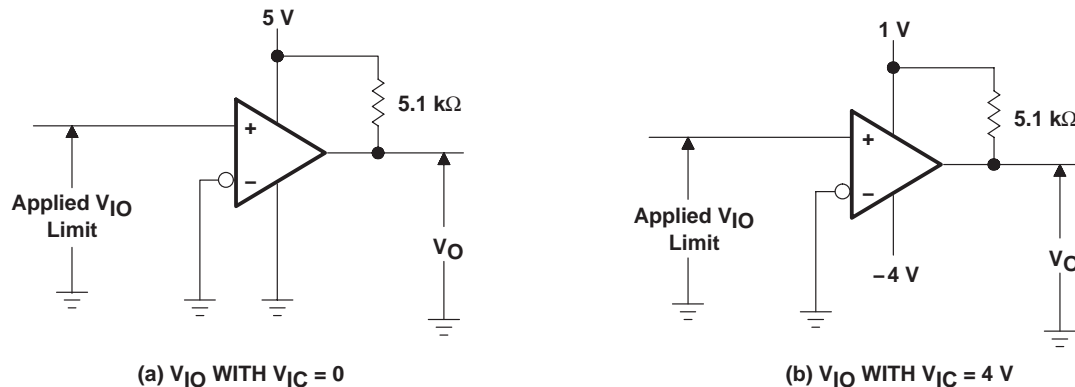 5 V
5.1 kΩ
+
−
Applied VIO
Limit
VO
(a) VIO WITH VIC = 0
1 V
5.1 kΩ
+
−
Applied VIO
Limit
−4 V
VO
(b) VIO WITH VIC = 4 V